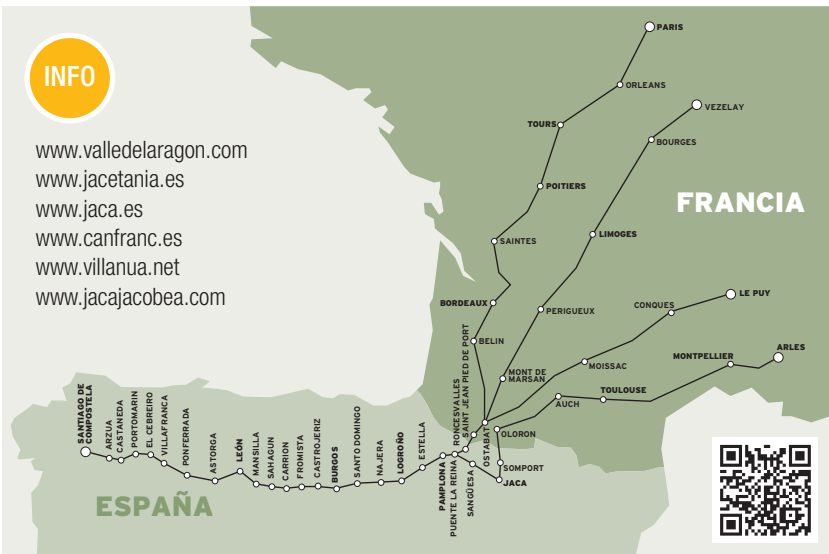 INFO
www.valledelaragon.com
www.jacetania.es
www.jaca.es
www.canfranc.es
www.villanua.net
www.jacajacobea.com
PARIS
ORLEANS
VEZELAY
TOURS
BOURGES
POITIERS
FRANCIA
LIMOGES
SAINTES
LE PUY
BORDEAUX
CONQUES
PERIGUEUX
BELIN
ARLES
MONTPELLIER
MOISSAC
MONT DE
MARSAN
TOULOUSE
AUCH
OLORON
SOMPORT
JACA
OSTABAT
SAINT JEAN PIED DE PORT
RONCESVALLES
SANGÜESA
PUENTE LA REINA
PAMPLONA
ESTELLA
LOGROÑO
NAJERA
SANTO DOMINGO
BURGOS
CASTROJERIZ
FROMISTA
CARRION
SAHAGUN
MANSILLA
LEÓN
ASTORGA
PONFERRADA
VILLAFRANCA
EL CEBREIRO
PORTOMARIN
CASTANEDA
ARZUA
SANTIAGO DE
COMPOSTELA
ESPAÑA